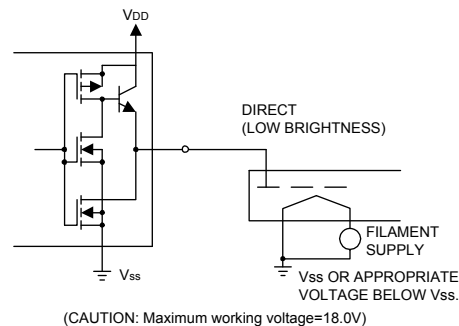 VDD
DIRECT
(LOW BRIGHTNESS)
FILAMENT
SUPPLY
Vss
Vss OR APPROPRIATE
VOLTAGE BELOW Vss.
(CAUTION: Maximum working voltage=18.0V)